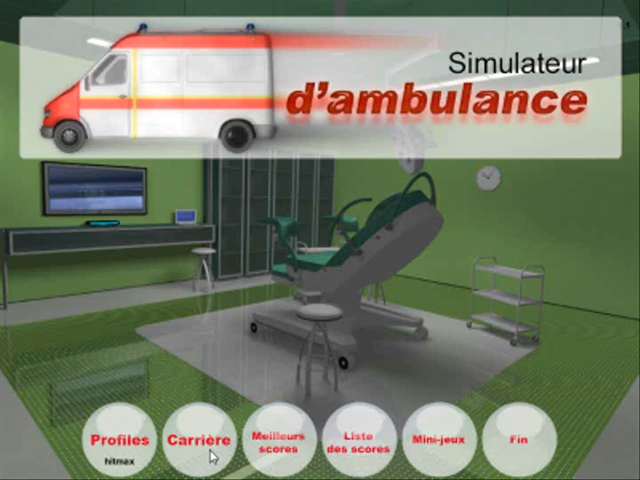 Simulateur
d'ambulance
Profiles
hitmax
Carrière
Meilleurs
scores
Liste
des scores
Mini-jeux
Fin